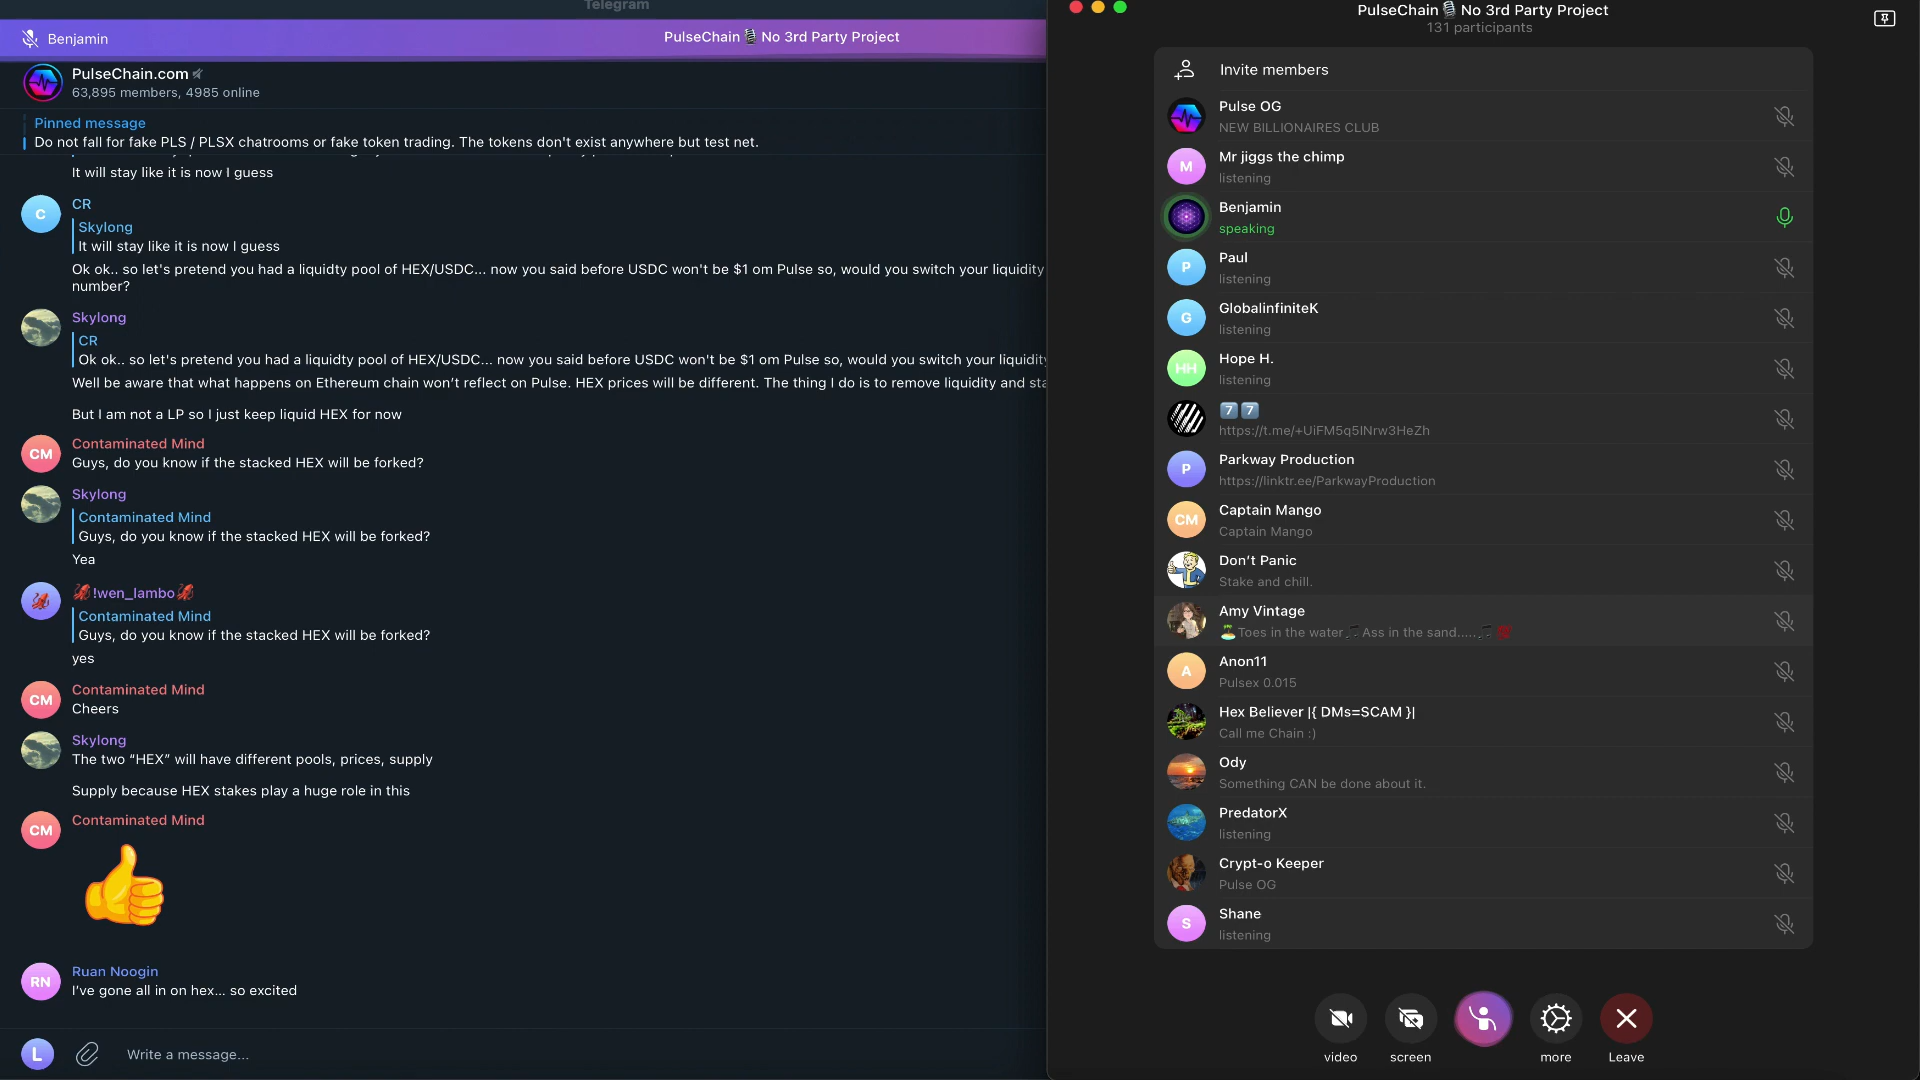 Telegram
Benjamin
PulseChain🎙️No 3rd Party Project
PulseChain.com
63,895 members, 4985 online
Pinned message
Do not fall for fake PLS / PLSX chatrooms or fake token trading. The tokens don't exist anywhere but test net.
It will stay like it is now I guess
C
CR
Skylong
It will stay like it is now I guess
Ok ok.. so let's pretend you had a liquidty pool of HEX/USDC... now you said before USDC won't be $1 om Pulse so, would you switch your liquidity
number?
Skylong
CR
Ok ok.. so let's pretend you had a liquidty pool of HEX/USDC... now you said before USDC won't be $1 om Pulse so, would you switch your liquidity
Well be aware that what happens on Ethereum chain won’t reflect on Pulse. HEX prices will be different. The thing I do is to remove liquidity and sta
But I am not a LP so I just keep liquid HEX for now
CM
Contaminated Mind
Guys, do you know if the stacked HEX will be forked?
Skylong
Contaminated Mind
Guys, do you know if the stacked HEX will be forked?
Yea
🦑!wen_lambo🦑
Contaminated Mind
Guys, do you know if the stacked HEX will be forked?
yes
CM
Contaminated Mind
Cheers
Skylong
The two “HEX” will have different pools, prices, supply
Supply because HEX stakes play a huge role in this
CM
Contaminated Mind
👍
RN
Ruan Noogin
I’ve gone all in on hex... so excited
L
Write a message...
PulseChain🎙️No 3rd Party Project
131 participants
Invite members
Pulse OG
NEW BILLIONAIRES CLUB
M
Mr jiggs the chimp
listening
Benjamin
speaking
P
Paul
listening
G
GlobalinfiniteK
listening
HH
Hope H.
listening
7️⃣7️⃣
https://t.me/+UiFM5q5INrw3HeZh
P
Parkway Production
https://linktr.ee/ParkwayProduction
CM
Captain Mango
Captain Mango
Don’t Panic
Stake and chill.
Amy Vintage
🏝️Toes in the water🎵Ass in the sand.....🎵💯
A
Anon11
Pulsex 0.015
Hex Believer |{ DMs=SCAM }|
Call me Chain :)
Ody
Something CAN be done about it.
PredatorX
listening
Crypt-o Keeper
Pulse OG
S
Shane
listening
video
screen
more
Leave